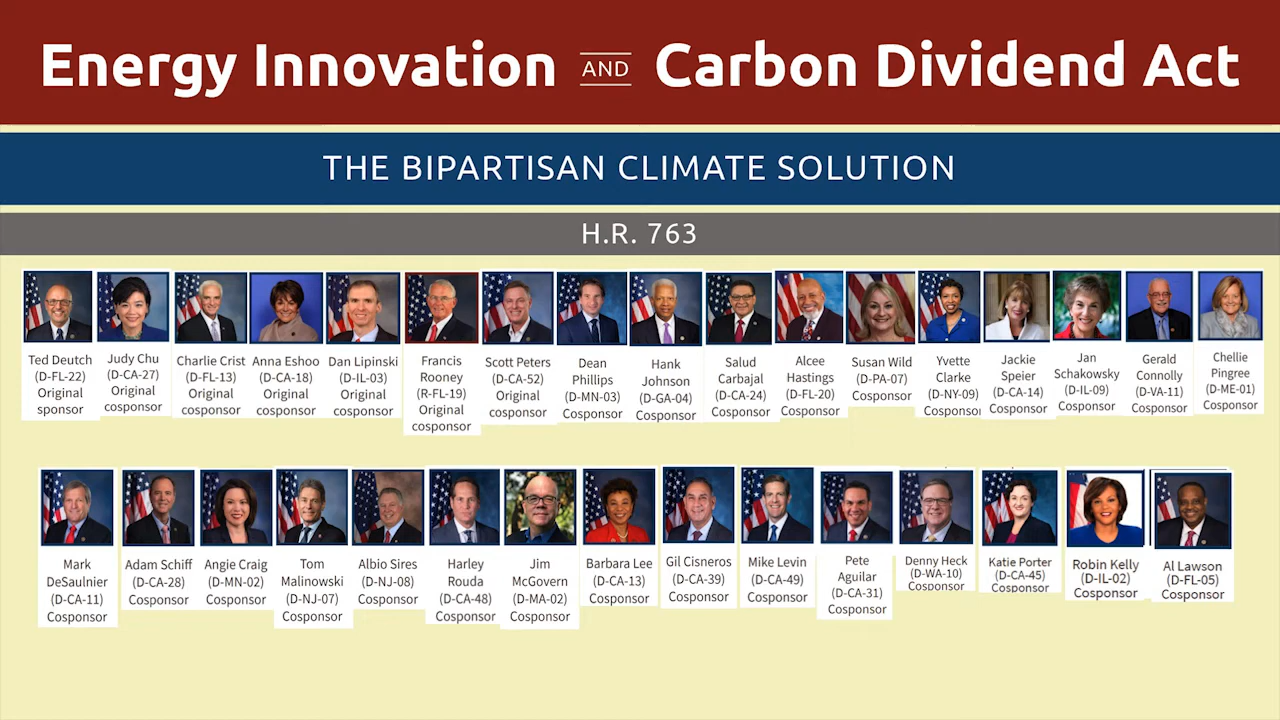 Energy Innovation AND Carbon Dividend Act
THE BIPARTISAN CLIMATE SOLUTION
H.R. 763
Ted Deutch
(D-FL-22)
Original
sponsor
Judy Chu
(D-CA-27)
Original
cosponsor
Charlie Crist
(D-FL-13)
Original
cosponsor
Anna Eshoo
(D-CA-18)
Original
cosponsor
Dan Lipinski
(D-IL-03)
Original
cosponsor
Francis
Rooney
(R-FL-19)
Original
cosponsor
Scott Peters
(D-CA-52)
Original
cosponsor
Dean
Phillips
(D-MN-03)
Cosponsor
Hank
Johnson
(D-GA-04)
Cosponsor
Salud
Carbajal
(D-CA-24)
Cosponsor
Alcee
Hastings
(D-FL-20)
Cosponsor
Susan Wild
(D-PA-07)
Cosponsor
Yvette
Clarke
(D-NY-09)
Cosponsor
Jackie
Speier
(D-CA-14)
Cosponsor
Jan
Schakowsky
(D-IL-09)
Cosponsor
Gerald
Connolly
(D-VA-11)
Cosponsor
Chellie
Pingree
(D-ME-01)
Cosponsor
Mark
DeSaulnier
(D-CA-11)
Cosponsor
Adam Schiff
(D-CA-28)
Cosponsor
Angie Craig
(D-MN-02)
Cosponsor
Tom
Malinowski
(D-NJ-07)
Cosponsor
Albio Sires
(D-NJ-08)
Cosponsor
Harley
Rouda
(D-CA-48)
Cosponsor
Jim
McGovern
(D-MA-02)
Cosponsor
Barbara Lee
(D-CA-13)
Cosponsor
Gil Cisneros
(D-CA-39)
Cosponsor
Mike Levin
(D-CA-49)
Cosponsor
Pete
Aguilar
(D-CA-31)
Cosponsor
Denny Heck
(D-WA-10)
Cosponsor
Katie Porter
(D-CA-45)
Cosponsor
Robin Kelly
(D-IL-02)
Cosponsor
Al Lawson
(D-FL-05)
Cosponsor